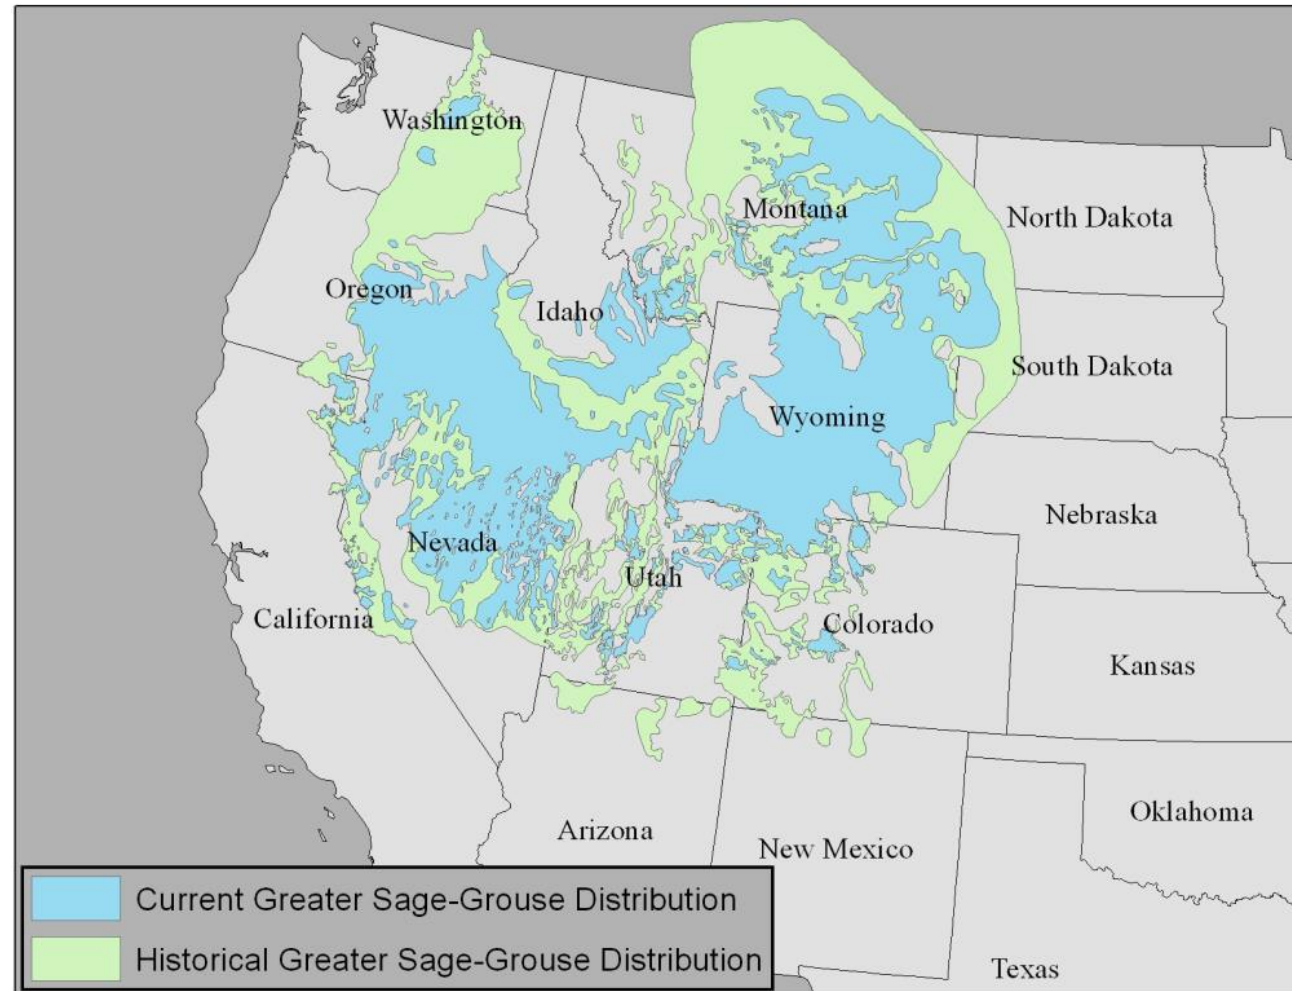 Washington
Montana
North Dakota
Oregon
Idaho
South Dakota
Wyoming
Nebraska
Nevada
Utah
California
Colorado
Kansas
Arizona
New Mexico
Oklahoma
Texas
Current Greater Sage-Grouse Distribution
Historical Greater Sage-Grouse Distribution